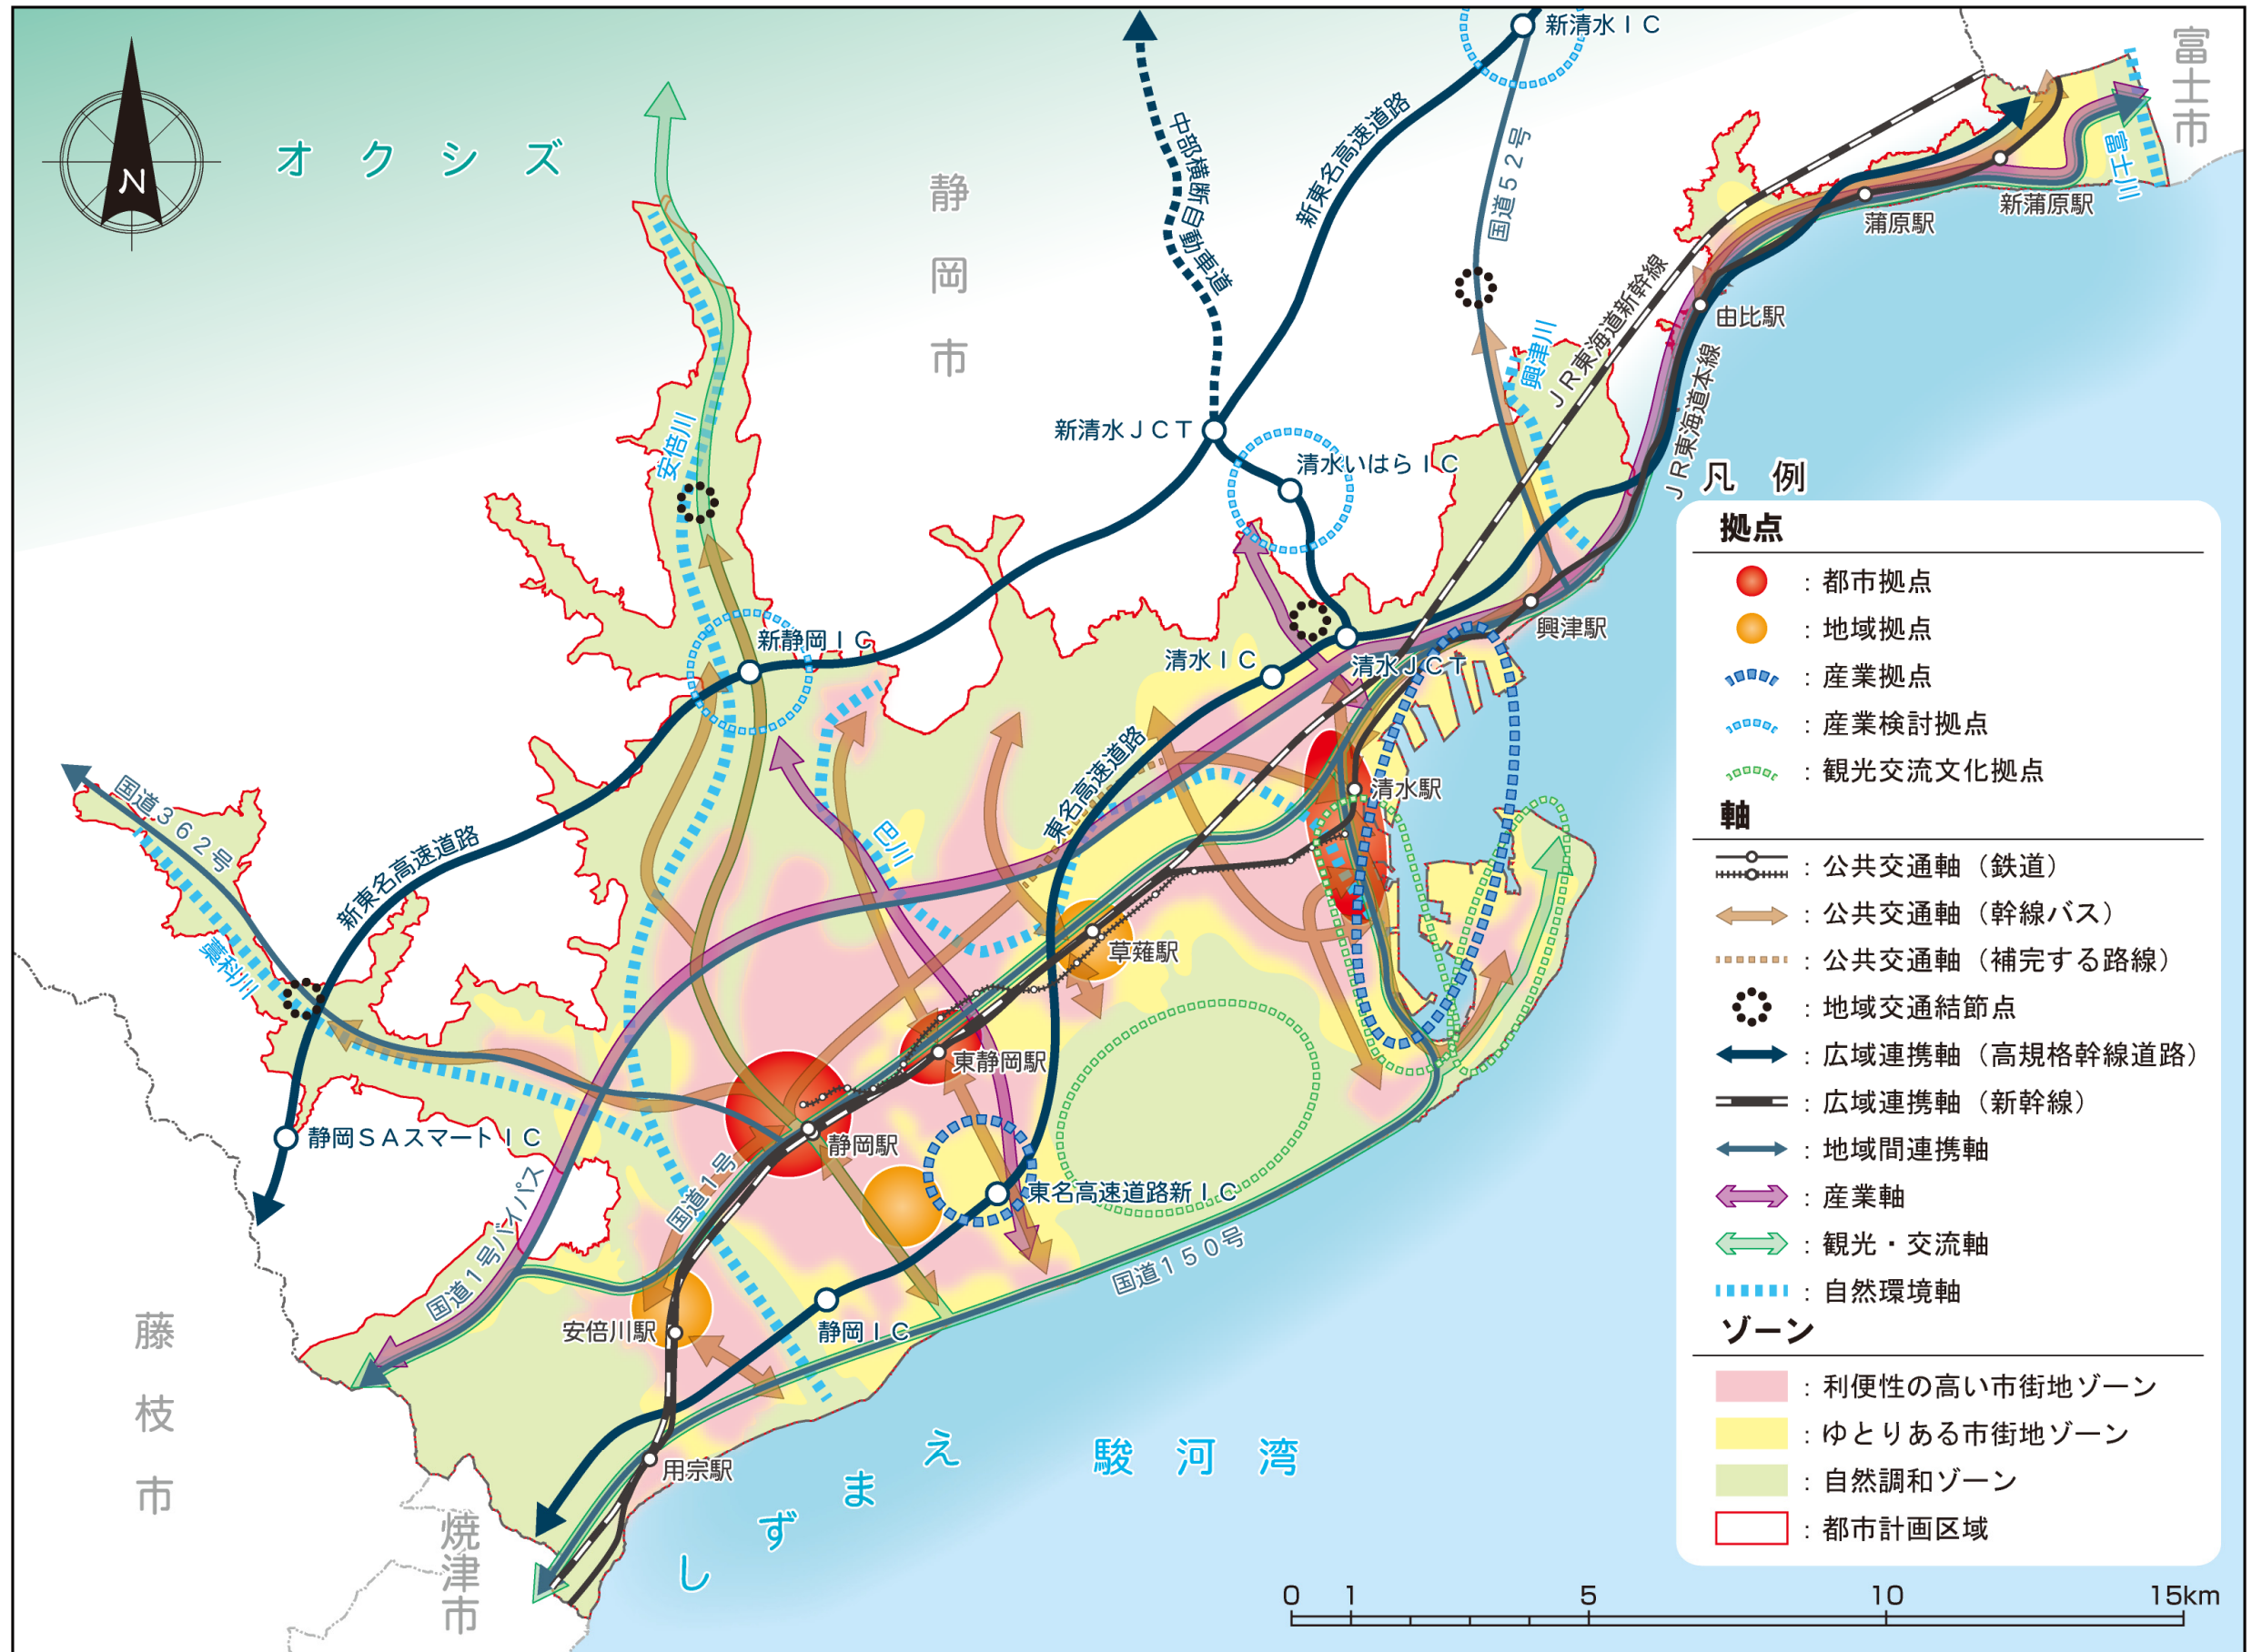 新清水ＩＣ
富士市
Ｎ
オクシズ
静岡市
中部横断自動車道
新東名高速道路
国道５２号
富士川
新蒲原駅
蒲原駅
由比駅
ＪＲ東海道新幹線
ＪＲ東海道本線
興津川
安倍川
新清水ＪＣＴ
清水いはらＩＣ
興津駅
新静岡ＩＣ
清水ＩＣ
清水ＪＣＴ
東名高速道路
清水駅
国道３６２号
新東名高速道路
巴川
藁科川
草薙駅
東静岡駅
静岡ＳＡスマートＩＣ
静岡駅
国道１号
東名高速道路新ＩＣ
国道１号バイパス
国道１５０号
安倍川駅
静岡ＩＣ
藤枝市
用宗駅
焼津市
しずまえ
駿河湾
凡例
拠点
：都市拠点
：地域拠点
：産業拠点
：産業検討拠点
：観光交流文化拠点
軸
：公共交通軸（鉄道）
：公共交通軸（幹線バス）
：公共交通軸（補完する路線）
：地域交通結節点
：広域連携軸（高規格幹線道路）
：広域連携軸（新幹線）
：地域間連携軸
：産業軸
：観光・交流軸
：自然環境軸
ゾーン
：利便性の高い市街地ゾーン
：ゆとりある市街地ゾーン
：自然調和ゾーン
：都市計画区域
0 1 5 10 15km